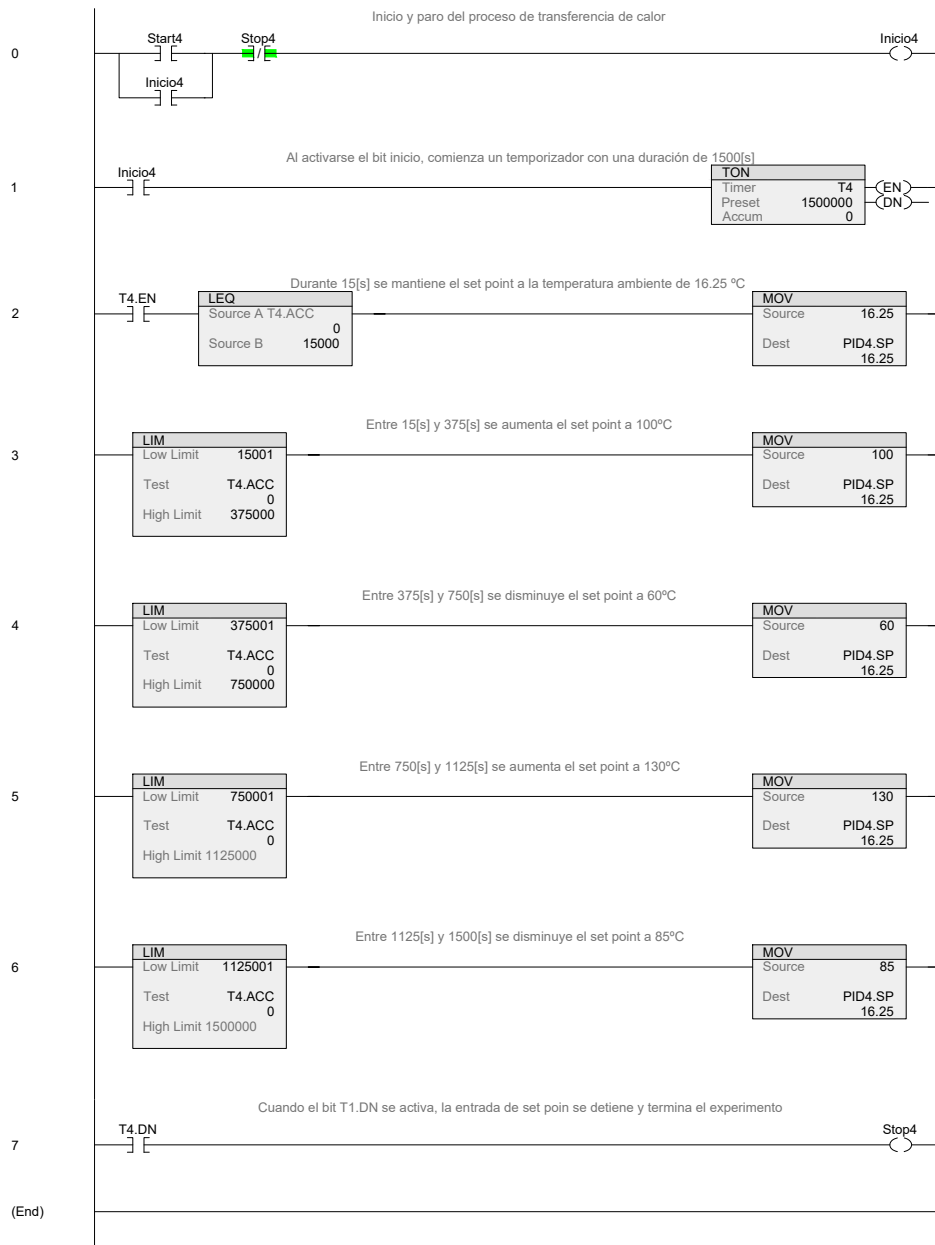 Inicio y paro del proceso de transferencia de calor
0
Start4
Stop4
Inicio4
Inicio4
Al activarse el bit inicio, comienza un temporizador con una duración de 1500[s]
1
Inicio4
TON
Timer T4
Preset 1500000
Accum 0
EN
DN
Durante 15[s] se mantiene el set point a la temperatura ambiente de 16.25 ºC
2
T4.EN
LEQ
Source A T4.ACC
0
Source B 15000
MOV
Source 16.25
Dest PID4.SP
16.25
Entre 15[s] y 375[s] se aumenta el set point a 100ºC
3
LIM
Low Limit 15001
Test T4.ACC
0
High Limit 375000
MOV
Source 100
Dest PID4.SP
16.25
Entre 375[s] y 750[s] se disminuye el set point a 60ºC
4
LIM
Low Limit 375001
Test T4.ACC
0
High Limit 750000
MOV
Source 60
Dest PID4.SP
16.25
Entre 750[s] y 1125[s] se aumenta el set point a 130ºC
5
LIM
Low Limit 750001
Test T4.ACC
0
High Limit 1125000
MOV
Source 130
Dest PID4.SP
16.25
Entre 1125[s] y 1500[s] se disminuye el set point a 85ºC
6
LIM
Low Limit 1125001
Test T4.ACC
0
High Limit 1500000
MOV
Source 85
Dest PID4.SP
16.25
Cuando el bit T1.DN se activa, la entrada de set poin se detiene y termina el experimento
7
T4.DN
Stop4
(End)